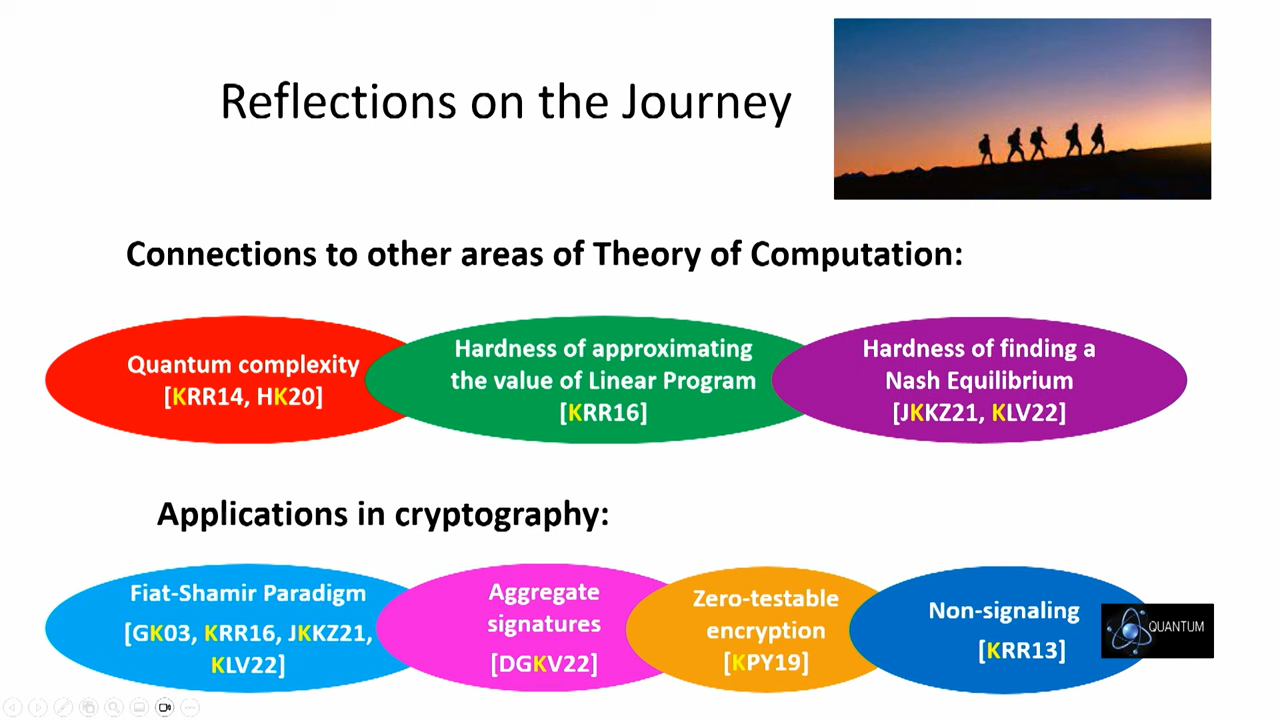 Reflections on the Journey
Connections to other areas of Theory of Computation:
Quantum complexity
[KRR14, HK20]
Hardness of approximating
the value of Linear Program
[KRR16]
Hardness of finding a
Nash Equilibrium
[JKKZ21, KLV22]
Applications in cryptography:
Fiat-Shamir Paradigm
[GK03, KRR16, JKKZ21,
KLV22]
Aggregate
signatures
[DGKV22]
Zero-testable
encryption
[KPY19]
Non-signaling
[KRR13]
QUANTUM